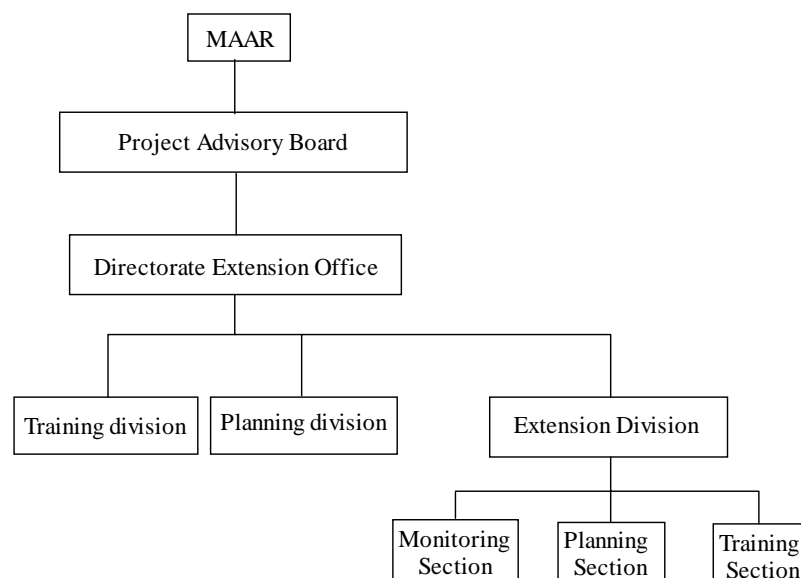 MAAR
Project Advisory Board
Directorate Extension Office
Training division
Planning division
Extension Division
Monitoring
Section
Planning
Section
Training
Section